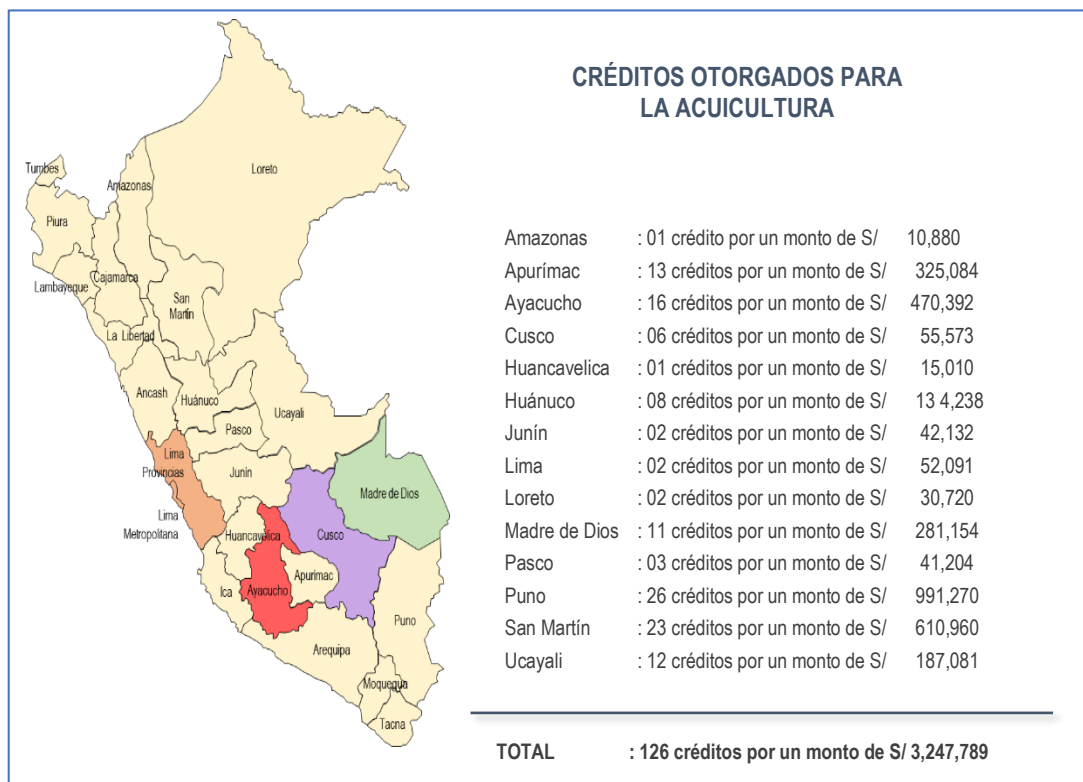 CRÉDITOS OTORGADOS PARA
LA ACUICULTURA
Tumbes
Loreto
Amazonas
Piura
Cajamarca
Lambayeque
San
Martín
La Libertad
Ancash
Huánuco
Ucayali
Pasco
Lima
Provincias
Junín
Madre de Dios
Lima
Metropolitana
Huancavelica
Cusco
Apurímac
Ica
Ayacucho
Puno
Arequipa
Moquegua
Tacna
Amazonas : 01 crédito por un monto de S/ 10,880
Apurímac : 13 créditos por un monto de S/ 325,084
Ayacucho : 16 créditos por un monto de S/ 470,392
Cusco : 06 créditos por un monto de S/ 55,573
Huancavelica : 01 créditos por un monto de S/ 15,010
Huánuco : 08 créditos por un monto de S/ 13 4,238
Junín : 02 créditos por un monto de S/ 42,132
Lima : 02 créditos por un monto de S/ 52,091
Loreto : 02 créditos por un monto de S/ 30,720
Madre de Dios : 11 créditos por un monto de S/ 281,154
Pasco : 03 créditos por un monto de S/ 41,204
Puno : 26 créditos por un monto de S/ 991,270
San Martín : 23 créditos por un monto de S/ 610,960
Ucayali : 12 créditos por un monto de S/ 187,081
TOTAL : 126 créditos por un monto de S/ 3,247,789